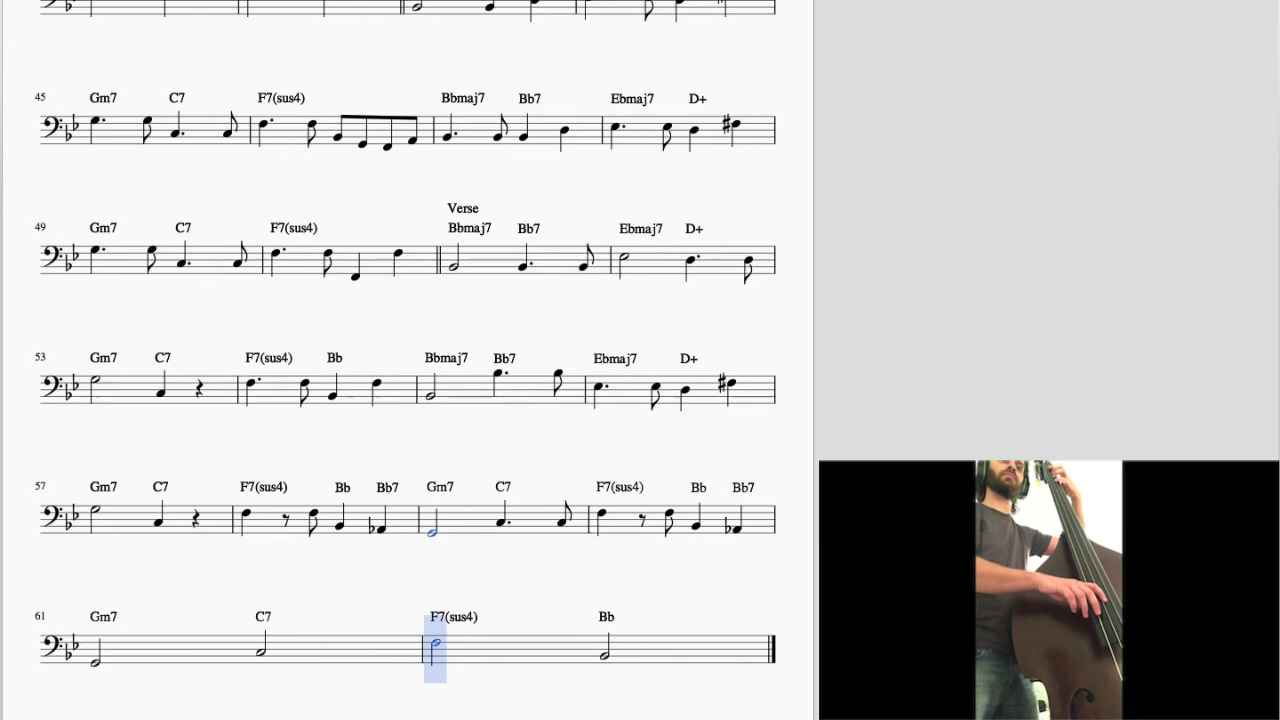 45 Gm7 C7 F7(sus4) Bbmaj7 Bb7 Ebmaj7 D+
Verse
49 Gm7 C7 F7(sus4) Bbmaj7 Bb7 Ebmaj7 D+
53 Gm7 C7 F7(sus4) Bb Bbmaj7 Bb7 Ebmaj7 D+
57 Gm7 C7 F7(sus4) Bb Bb7 Gm7 C7 F7(sus4) Bb Bb7
61 Gm7 C7 F7(sus4) Bb